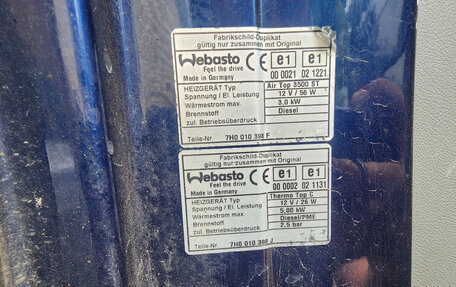 Fabrikschild-Duplikat
gültig nur zusammen mit Original
Webasto CE e1 e1
Feel the drive 00 0021 02 1221
Made in Germany
HEIZGERÄT Typ Air Top 3500 ST
Spannung / El. Leistung 12 V / 56 W
Wärmestrom max. 3,0 kW
Brennstoff Diesel
zul. Betriebsüberdruck
Teile-Nr. 7H0 010 398 F
Fabrikschild-Duplikat
gültig nur zusammen mit Original
Webasto CE e1 e1
Feel the drive 00 0002 02 1131
Made in Germany
HEIZGERÄT Typ Thermo Top C
Spannung / El. Leistung 12 V / 26 W
Wärmestrom max. 5,00 kW
Brennstoff Diesel/PME
zul. Betriebsüberdruck 2,5 bar
Teile-Nr. 7H0 010 398 J